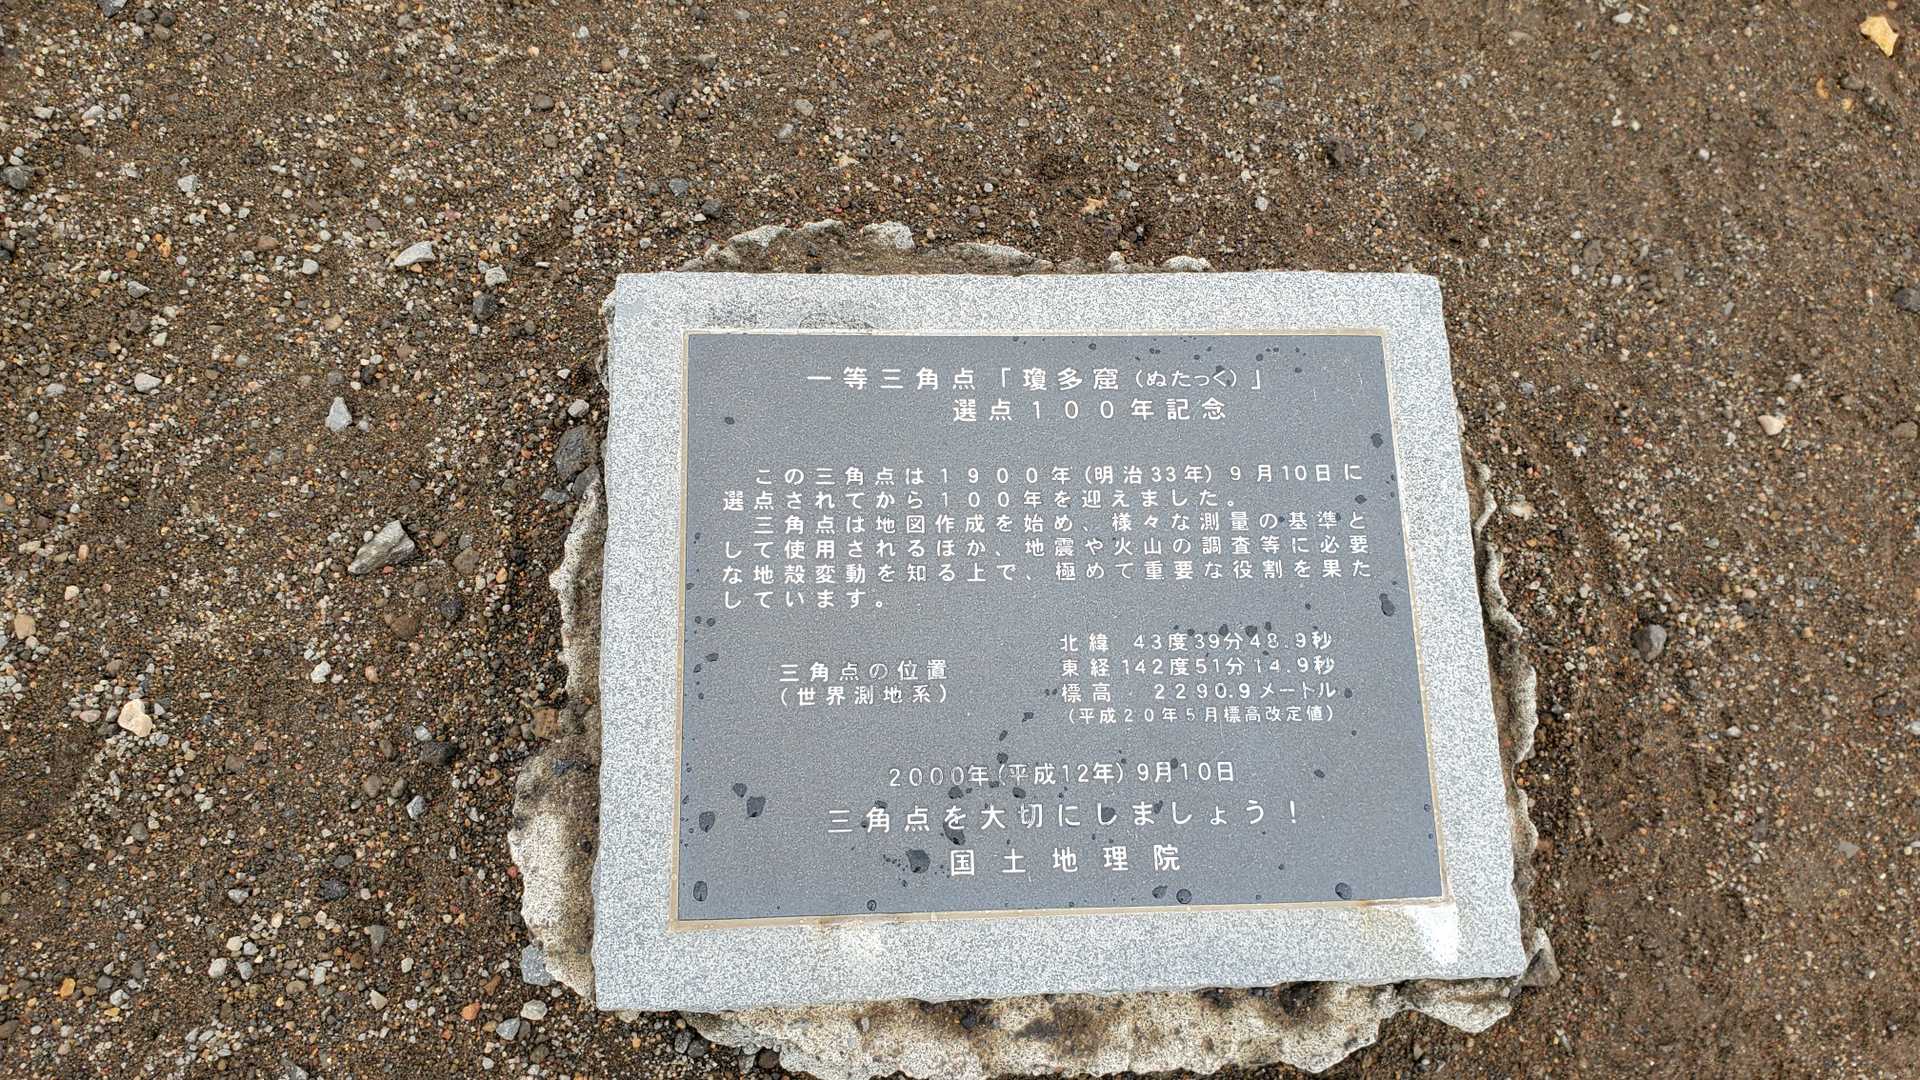 一等三角点「瓊多窟(ぬたっく)」
選点100年記念
この三角点は1900年(明治33年)9月10日に
選点されてから100年を迎えました。
三角点は地図作成を始め、様々な測量の基準と
して使用されるほか、地震や火山の調査等に必要
な地殻変動を知る上で、極めて重要な役割を果た
しています。
三角点の位置
(世界測地系)
北緯 43度39分48.9秒
東経142度51分14.9秒
標高 2290.9メートル
(平成20年5月標高改定値)
2000年(平成12年)9月10日
三角点を大切にしましょう!
国土地理院